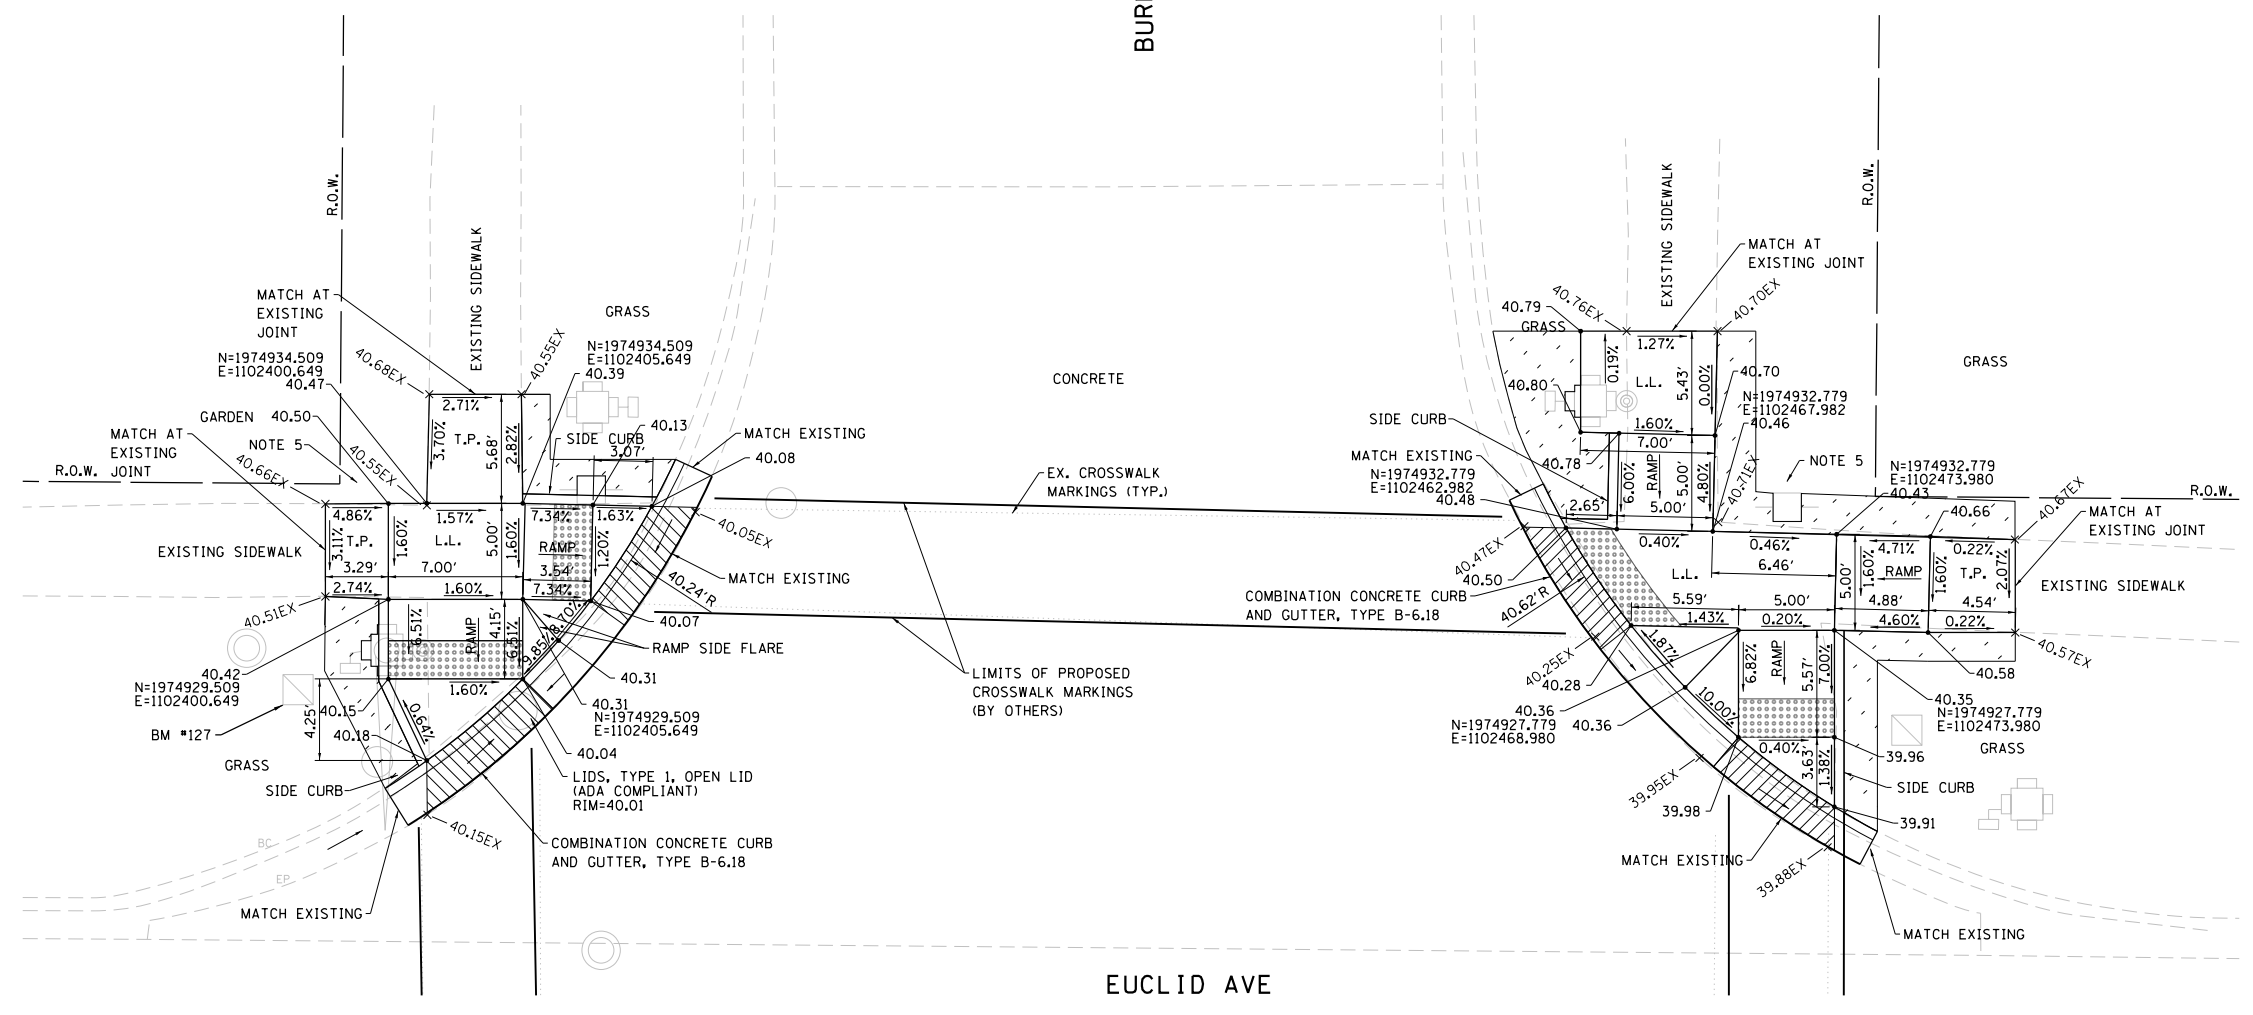 BURR
R.O.W.
R.O.W.
EXISTING SIDEWALK
MATCH AT
EXISTING
JOINT
GRASS
N=1974934.509
E=1102400.649
40.47
40.68EX
40.55EX
N=1974934.509
E=1102405.649
40.39
2.71%
3.70%
T.P.
5.68'
2.82%
GARDEN 40.50
MATCH AT
EXISTING
JOINT
NOTE 5
R.O.W.
40.66EX
40.55EX
SIDE CURB
3.07'
40.13
MATCH EXISTING
40.08
4.86%
1.57%
7.34%
1.63%
3.11%
T.P.
1.60%
L.L.
5.00'
1.60%
RAMP
1.20%
40.05EX
EXISTING SIDEWALK
3.29'
7.00'
3.54'
2.74%
1.60%
7.34%
MATCH EXISTING
40.24'R
40.51EX
6.51%
RAMP
4.15'
6.51%
9.85%
8.70%
40.07
RAMP SIDE FLARE
40.42
N=1974929.509
E=1102400.649
1.60%
40.31
40.31
N=1974929.509
E=1102405.649
BM #127
4.25'
40.15
0.64%
40.18
40.04
GRASS
SIDE CURB
LIDS, TYPE 1, OPEN LID
(ADA COMPLIANT)
RIM=40.01
40.15EX
COMBINATION CONCRETE CURB
AND GUTTER, TYPE B-6.18
BC
EP
MATCH EXISTING
CONCRETE
EX. CROSSWALK
MARKINGS (TYP.)
LIMITS OF PROPOSED
CROSSWALK MARKINGS
(BY OTHERS)
EUCLID AVE
EXISTING SIDEWALK
MATCH AT
EXISTING JOINT
40.79
40.76EX
40.70EX
GRASS
1.27%
0.19%
L.L.
5.43'
0.00%
40.80
40.70
GRASS
N=1974932.779
E=1102467.982
40.46
SIDE CURB
1.60%
7.00'
MATCH EXISTING
N=1974932.779
E=1102462.982
40.48
40.78
6.00%
RAMP
5.00'
4.80%
40.71EX
NOTE 5
N=1974932.779
E=1102473.980
40.43
R.O.W.
2.65'
5.00'
40.66
40.67EX
MATCH AT
EXISTING JOINT
40.47EX
0.40%
0.46%
4.71%
0.22%
40.50
L.L.
6.46'
5.00'
1.60%
RAMP
1.60%
T.P.
2.07%
EXISTING SIDEWALK
COMBINATION CONCRETE CURB
AND GUTTER, TYPE B-6.18
40.62'R
5.59'
5.00'
4.88'
4.54'
1.43%
0.20%
4.60%
0.22%
40.25EX
40.28
1.87%
6.82%
RAMP
5.57'
7.00%
40.57EX
40.58
40.36
N=1974927.779
E=1102468.980
40.36
10.00%
40.35
N=1974927.779
E=1102473.980
GRASS
0.40%
39.96
3.63'
1.38%
39.95EX
39.98
SIDE CURB
39.91
MATCH EXISTING
39.88EX
MATCH EXISTING